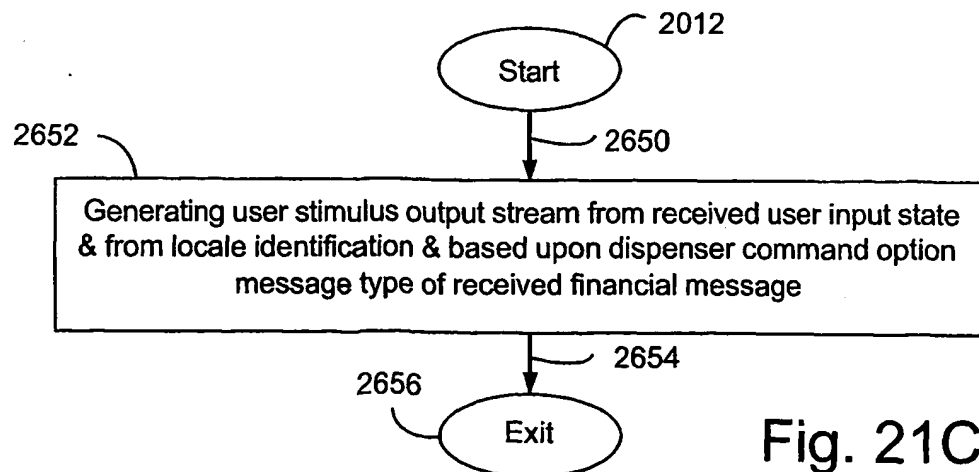 2012
Start
2650
2652
Generating user stimulus output stream from received user input state
& from locale identification & based upon dispenser command option
message type of received financial message
2654
2656
Exit
Fig. 21C